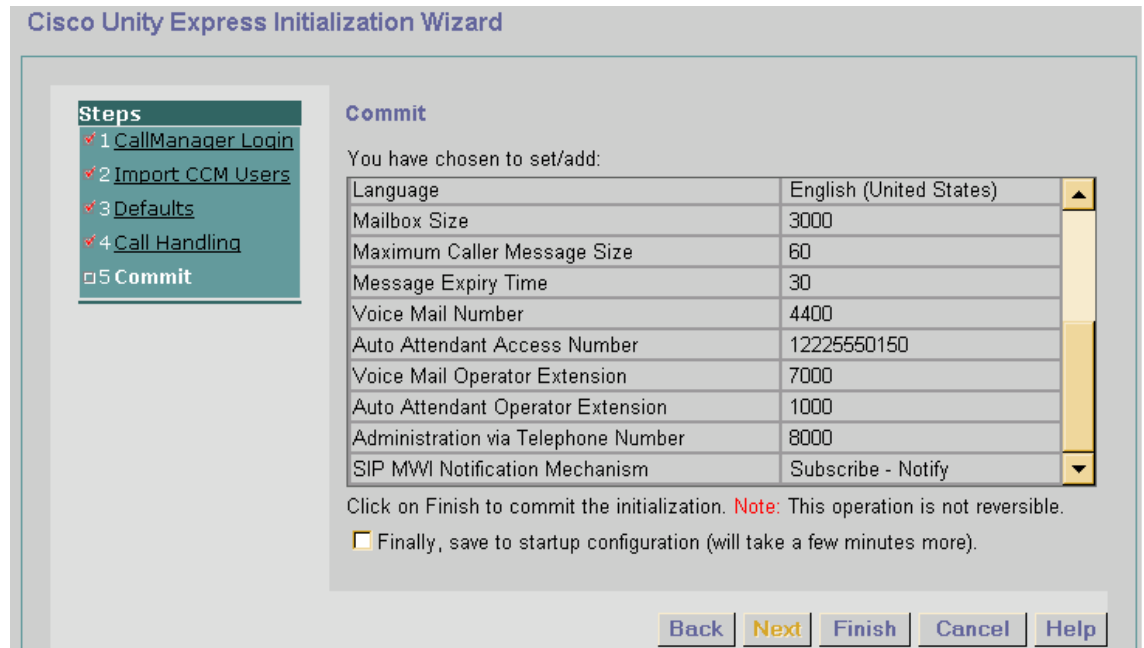 Cisco Unity Express Initialization Wizard
Steps
1 CallManager Login
2 Import CCM Users
3 Defaults
4 Call Handling
5 Commit
Commit
You have chosen to set/add:
Language English (United States)
Mailbox Size 3000
Maximum Caller Message Size 60
Message Expiry Time 30
Voice Mail Number 4400
Auto Attendant Access Number 12225550150
Voice Mail Operator Extension 7000
Auto Attendant Operator Extension 1000
Administration via Telephone Number 8000
SIP MWI Notification Mechanism Subscribe - Notify
Click on Finish to commit the initialization. Note: This operation is not reversible.
Finally, save to startup configuration (will take a few minutes more).
Back Next Finish Cancel Help